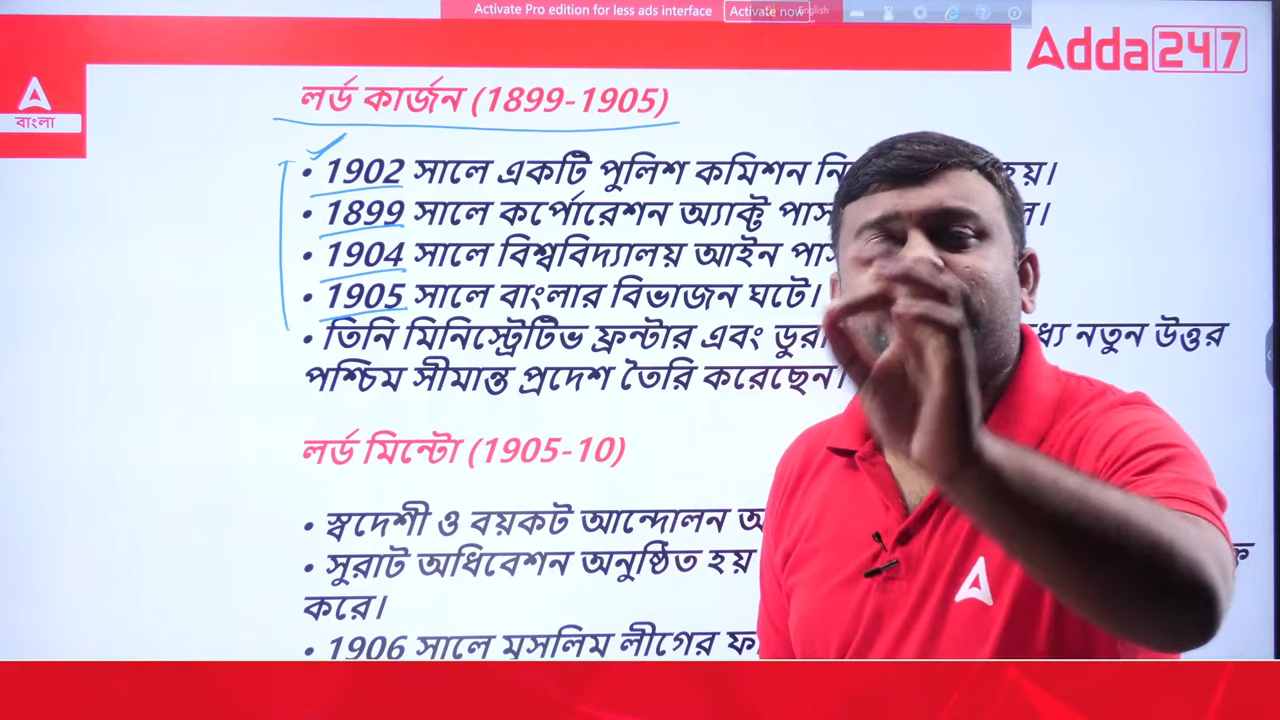 Activate Pro edition for less ads interface
Activate now
English
Adda247
বাংলা
লর্ড কার্জন (1899-1905)
• 1902 সালে একটি পুলিশ কমিশন হয়।
• 1899 সালে কর্পোরেশন অ্যাক্ট
• 1904 সালে বিশ্ববিদ্যালয় আইন
• 1905 সালে বাংলার বিভাজন ঘটে।
• তিনি মিনিস্ট্রেটিভ ফ্রন্টার এবং নতুন উত্তর
পশ্চিম সীমান্ত প্রদেশ তৈরি করেছেন।
লর্ড মিন্টো (1905-10)
• স্বদেশী ও বয়কট আন্দোলন
• সুরাট অধিবেশন অনুষ্ঠিত হয়
করে।
• 1906 সালে মুসলিম লীগের